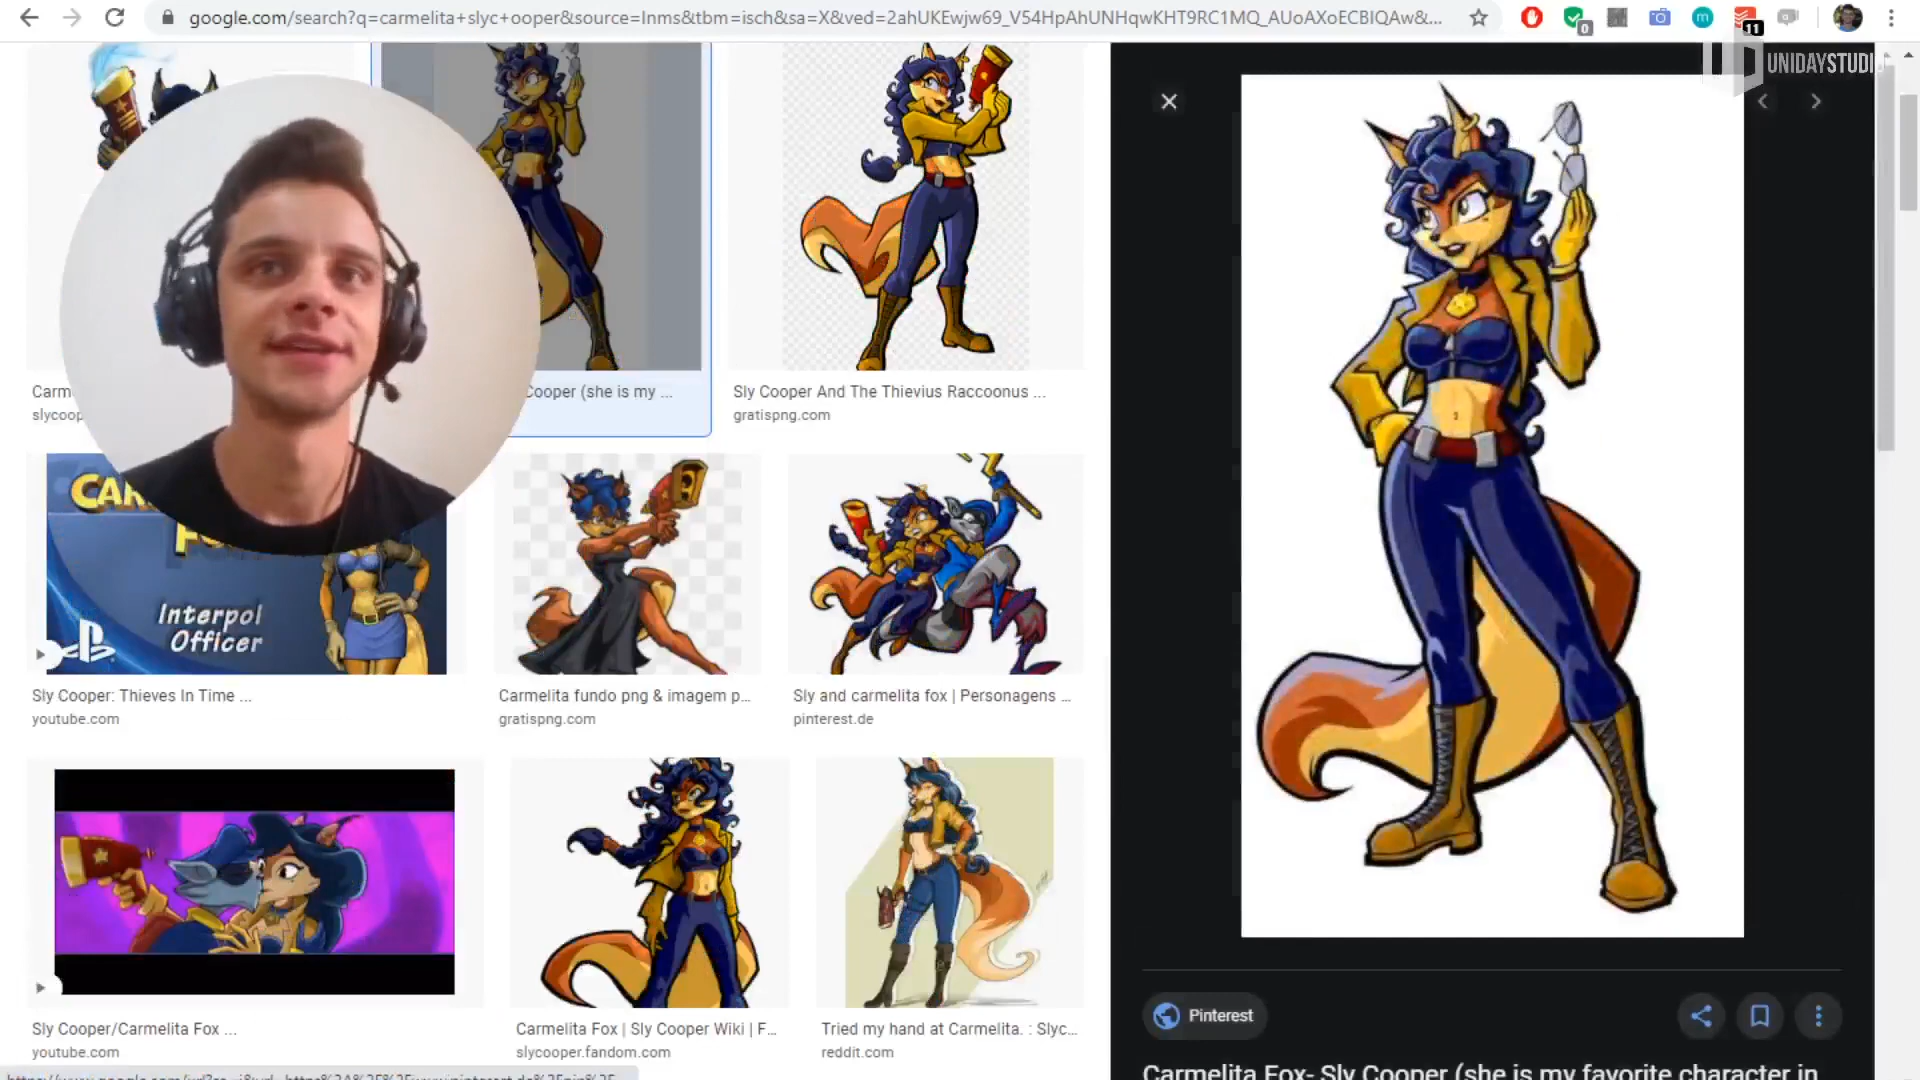 google.com/search?q=carmelita+slyc+ooper&source=lnms&tbm=isch&sa=X&ved=2ahUKEwjw69_V54HpAhUNHqwKHT9RC1MQ_AUoAXoECBIQAw&...
0
m
11
UNIDAYSTUDI
Carm
slycoop
Cooper (she is my ...
Sly Cooper And The Thievius Raccoonus ...
gratispng.com
CAR
Interpol
Officer
Sly Cooper: Thieves In Time ...
youtube.com
Carmelita fundo png & imagem p...
gratispng.com
Sly and carmelita fox | Personagens ...
pinterest.de
Sly Cooper/Carmelita Fox ...
youtube.com
Carmelita Fox | Sly Cooper Wiki | F...
slycooper.fandom.com
Tried my hand at Carmelita. : Slyc...
reddit.com
Pinterest
Carmelita Fox- Sly Cooper (she is my favorite character in